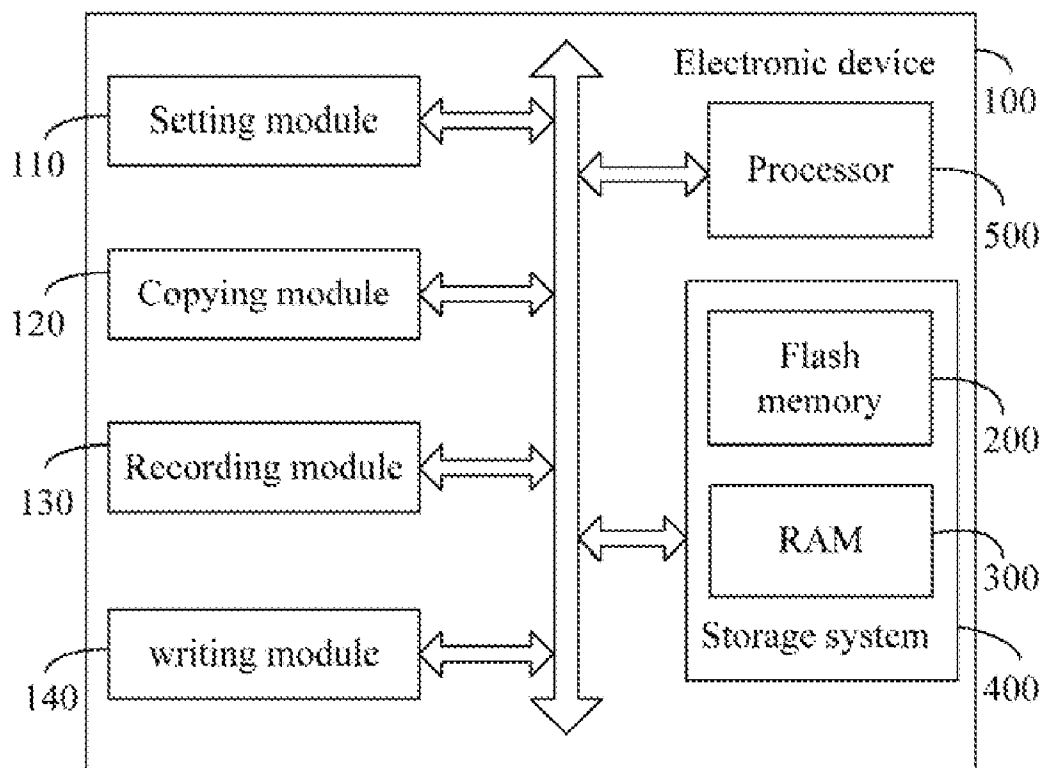 Electronic device
100
Setting module
110
Processor
500
Copying module
120
Flash
memory
200
Recording module
130
RAM
300
Storage system
400
writing module
140